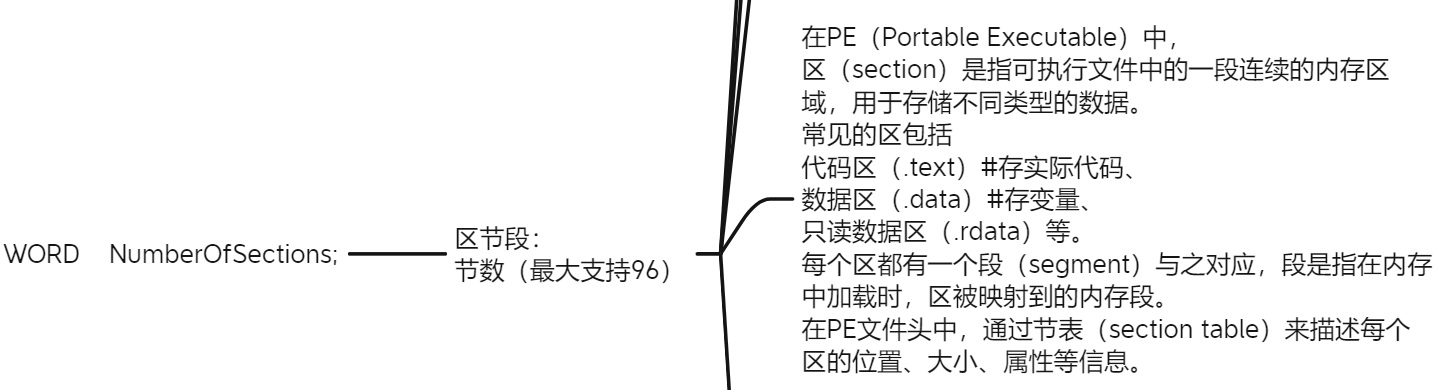 WORD NumberOfSections;
区节段：
节数（最大支持96）
在PE（Portable Executable）中，
区（section）是指可执行文件中的一段连续的内存区
域，用于存储不同类型的数据。
常见的区包括
代码区（.text）#存实际代码、
数据区（.data）#存变量、
只读数据区（.rdata）等。
每个区都有一个段（segment）与之对应，段是指在内存
中加载时，区被映射到的内存段。
在PE文件头中，通过节表（section table）来描述每个
区的位置、大小、属性等信息。